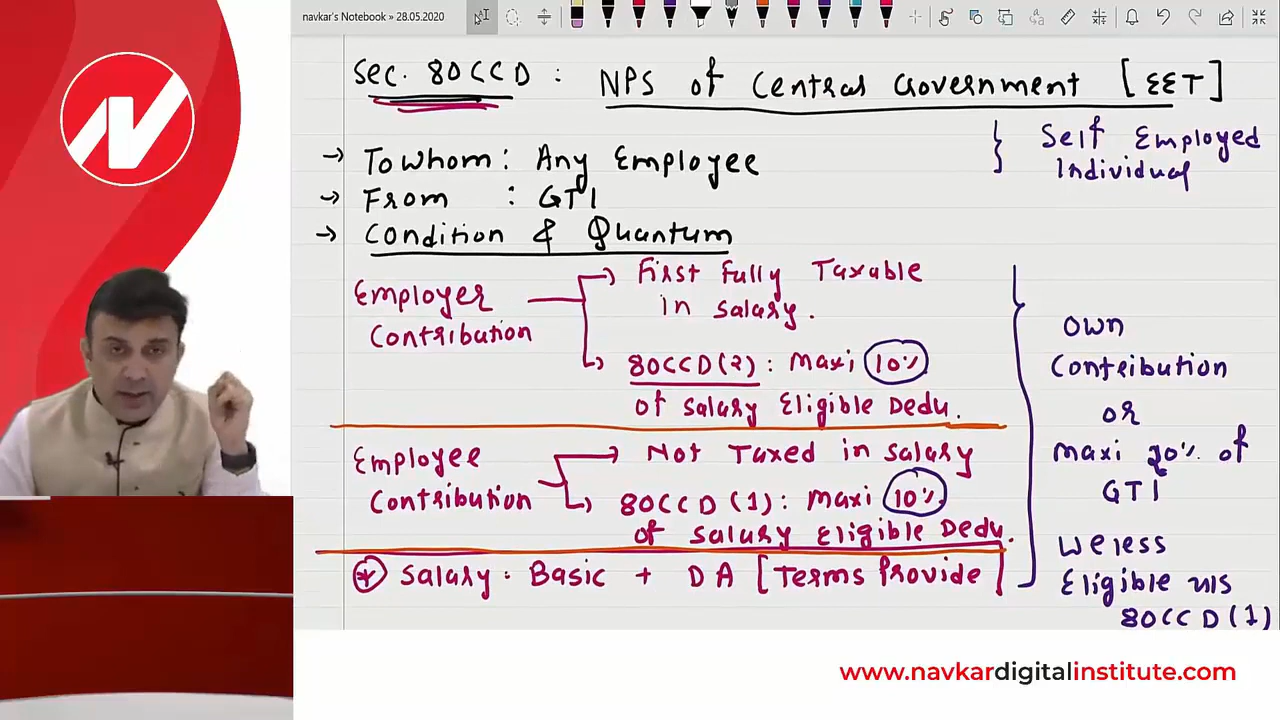 navkar's Notebook » 28.05.2020
Sec. 80CCD : NPS of Central Government [EET]
→ To whom : Any Employee
→ From : GTI
→ Condition & Quantum
Self Employed
Individual
Employer
Contribution
First Fully Taxable
in Salary.
80CCD(2) : Maxi 10%
of Salary Eligible Dedu.
Employee
Contribution
Not Taxed in Salary
80CCD(1) : Maxi 10%
of Salary Eligible Dedu.
* Salary : Basic + DA [Terms Provide]
Own
Contribution
or
Maxi 20% of
GTI
W e less
Eligible u/s
80CCD(1)
N
www.navkardigitalinstitute.com